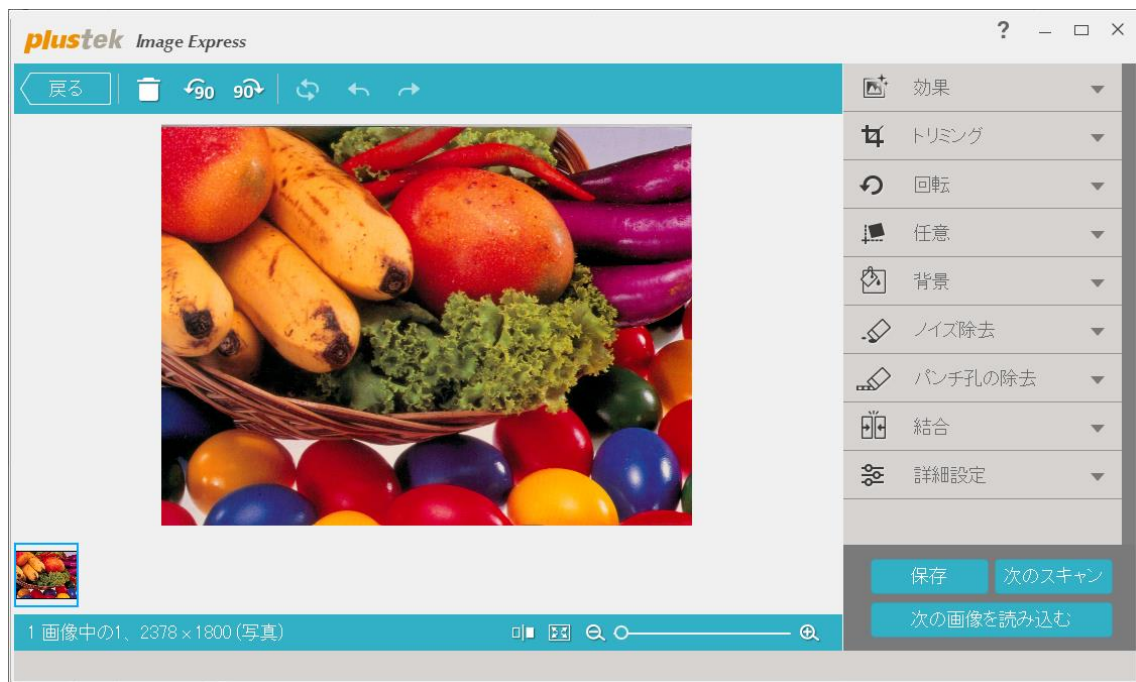 plustek Image Express
?
戻る
90 90
効果
トリミング
回転
任意
背景
ノイズ除去
パンチ孔の除去
結合
詳細設定
保存 次のスキャン
次の画像を読み込む
1 画像中の1、2378×1800(写真)